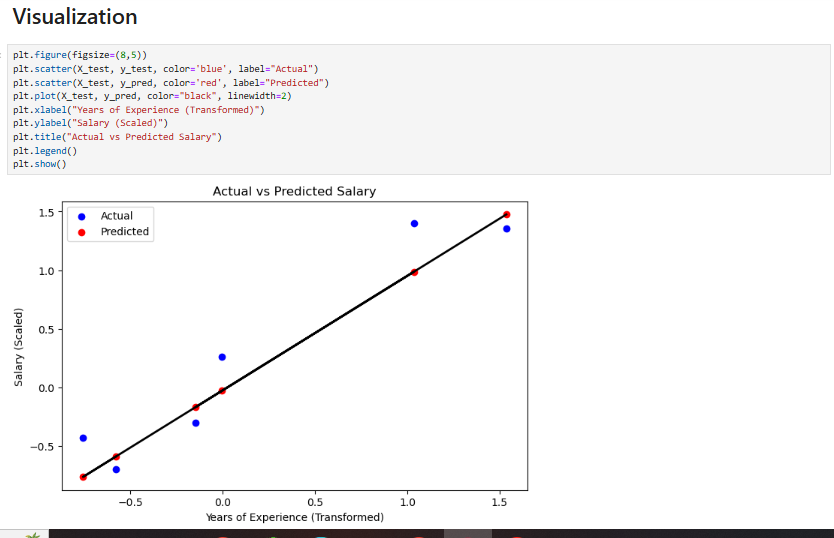 Visualization
plt.figure(figsize=(8,5))
plt.scatter(X_test, y_test, color='blue', label="Actual")
plt.scatter(X_test, y_pred, color='red', label="Predicted")
plt.plot(X_test, y_pred, color="black", linewidth=2)
plt.xlabel("Years of Experience (Transformed)")
plt.ylabel("Salary (Scaled)")
plt.title("Actual vs Predicted Salary")
plt.legend()
plt.show()
Actual vs Predicted Salary
Actual
Predicted
1.5
1.0
0.5
0.0
−0.5
Salary (Scaled)
−0.5 0.0 0.5 1.0 1.5
Years of Experience (Transformed)